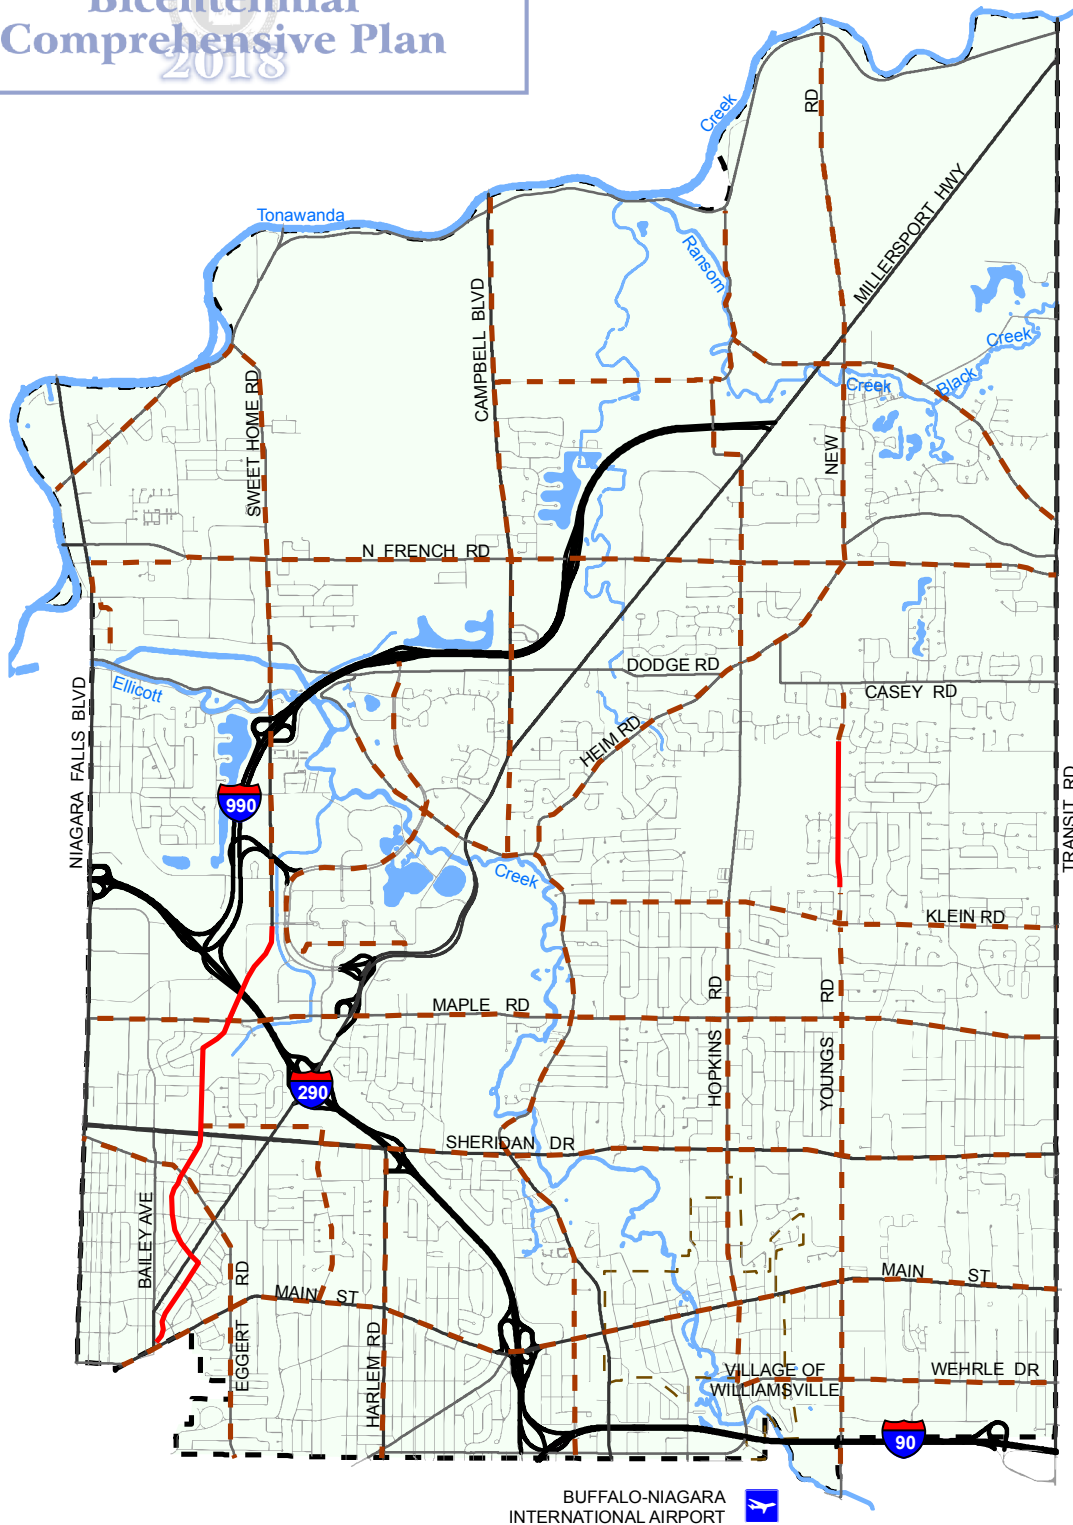 Bicentennial
Comprehensive Plan
2018
Creek
RD
Tonawanda
MILLERSPORT HWY
Ransom
CAMPBELL BLVD
Creek
Creek
Black
SWEET HOME RD
NEW
N FRENCH RD
DODGE RD
Ellicott
CASEY RD
NIAGARA FALLS BLVD
HEIM RD
TRANSIT RD
990
Creek
KLEIN RD
MAPLE RD
HOPKINS RD
YOUNGS RD
290
SHERIDAN DR
BAILEY AVE
EGGERT RD
MAIN ST
MAIN ST
HARLEM RD
VILLAGE OF
WILLIAMSVILLE
WEHRLE DR
90
BUFFALO-NIAGARA
INTERNATIONAL AIRPORT